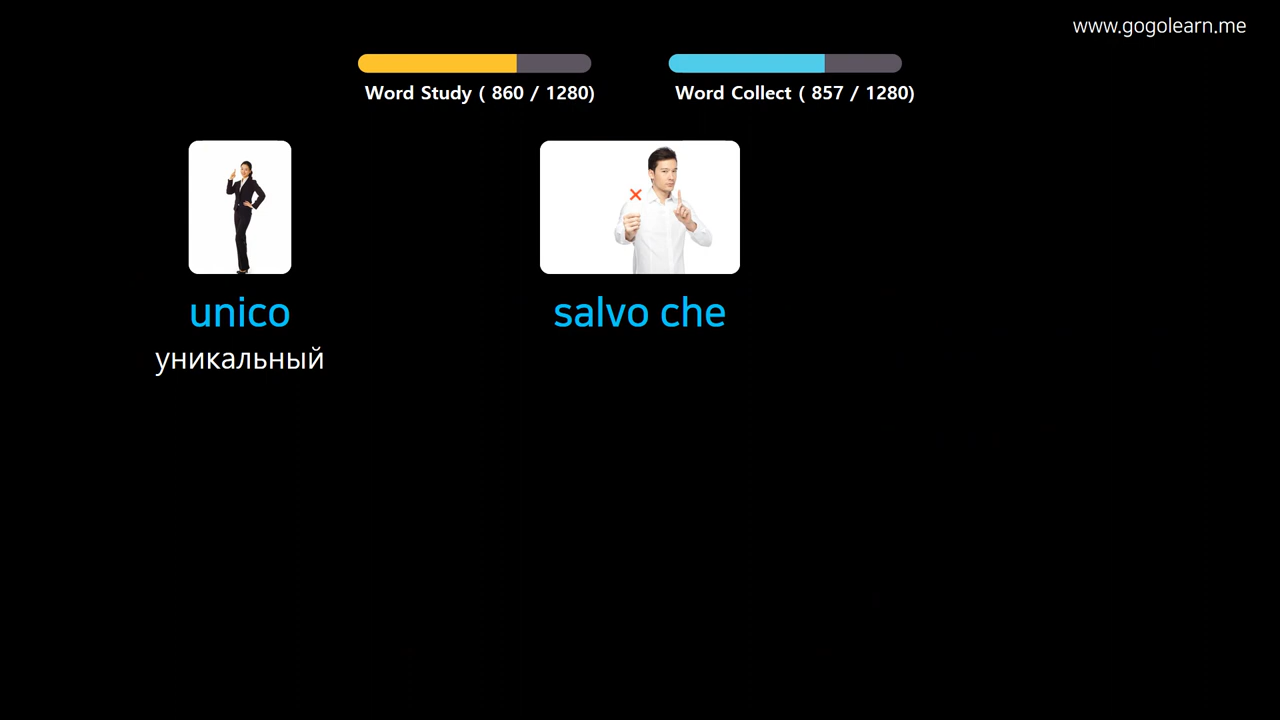 www.gogolearn.me
Word Study ( 860 / 1280)
Word Collect ( 857 / 1280)
unico
salvo che
уникальный